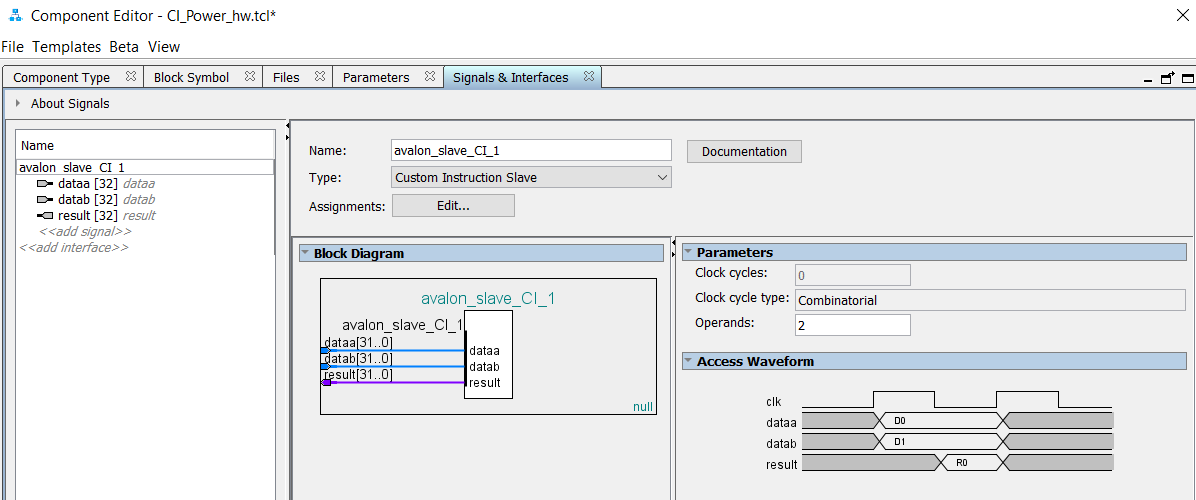 Component Editor - CI_Power_hw.tcl*
File Templates Beta View
Component Type Block Symbol Files Parameters Signals & Interfaces
About Signals
Name
avalon_slave_CI_1
dataa [32] dataa
datab [32] datab
result [32] result
<<add signal>>
<<add interface>>
Name: avalon_slave_CI_1 Documentation
Type: Custom Instruction Slave
Assignments: Edit...
Block Diagram
avalon_slave_CI_1
avalon_slave_CI_1
dataa[31..0] dataa
datab[31..0] datab
result[31..0] result
null
Parameters
Clock cycles: 0
Clock cycle type: Combinatorial
Operands: 2
Access Waveform
clk
dataa D0
datab D1
result R0